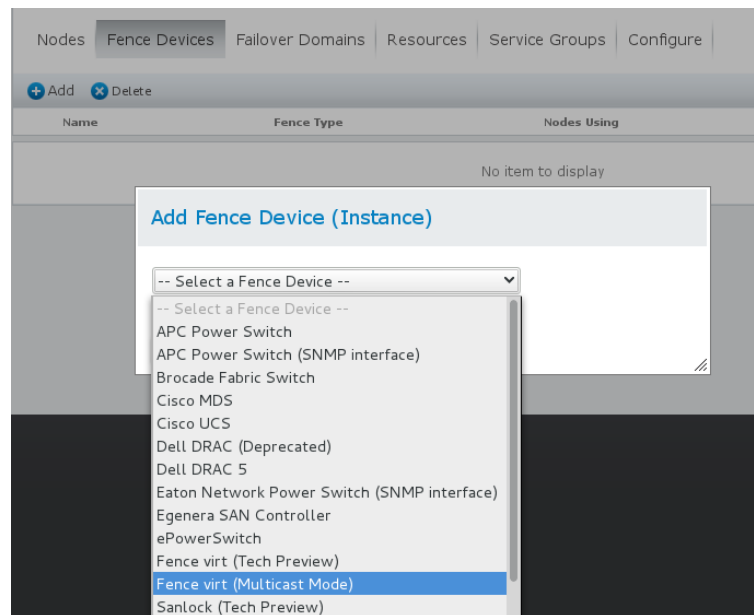 Nodes Fence Devices Failover Domains Resources Service Groups Configure
Add Delete
Name Fence Type Nodes Using
No item to display
Add Fence Device (Instance)
-- Select a Fence Device --
-- Select a Fence Device --
APC Power Switch
APC Power Switch (SNMP interface)
Brocade Fabric Switch
Cisco MDS
Cisco UCS
Dell DRAC (Deprecated)
Dell DRAC 5
Eaton Network Power Switch (SNMP interface)
Egenera SAN Controller
ePowerSwitch
Fence virt (Tech Preview)
Fence virt (Multicast Mode)
Sanlock (Tech Preview)